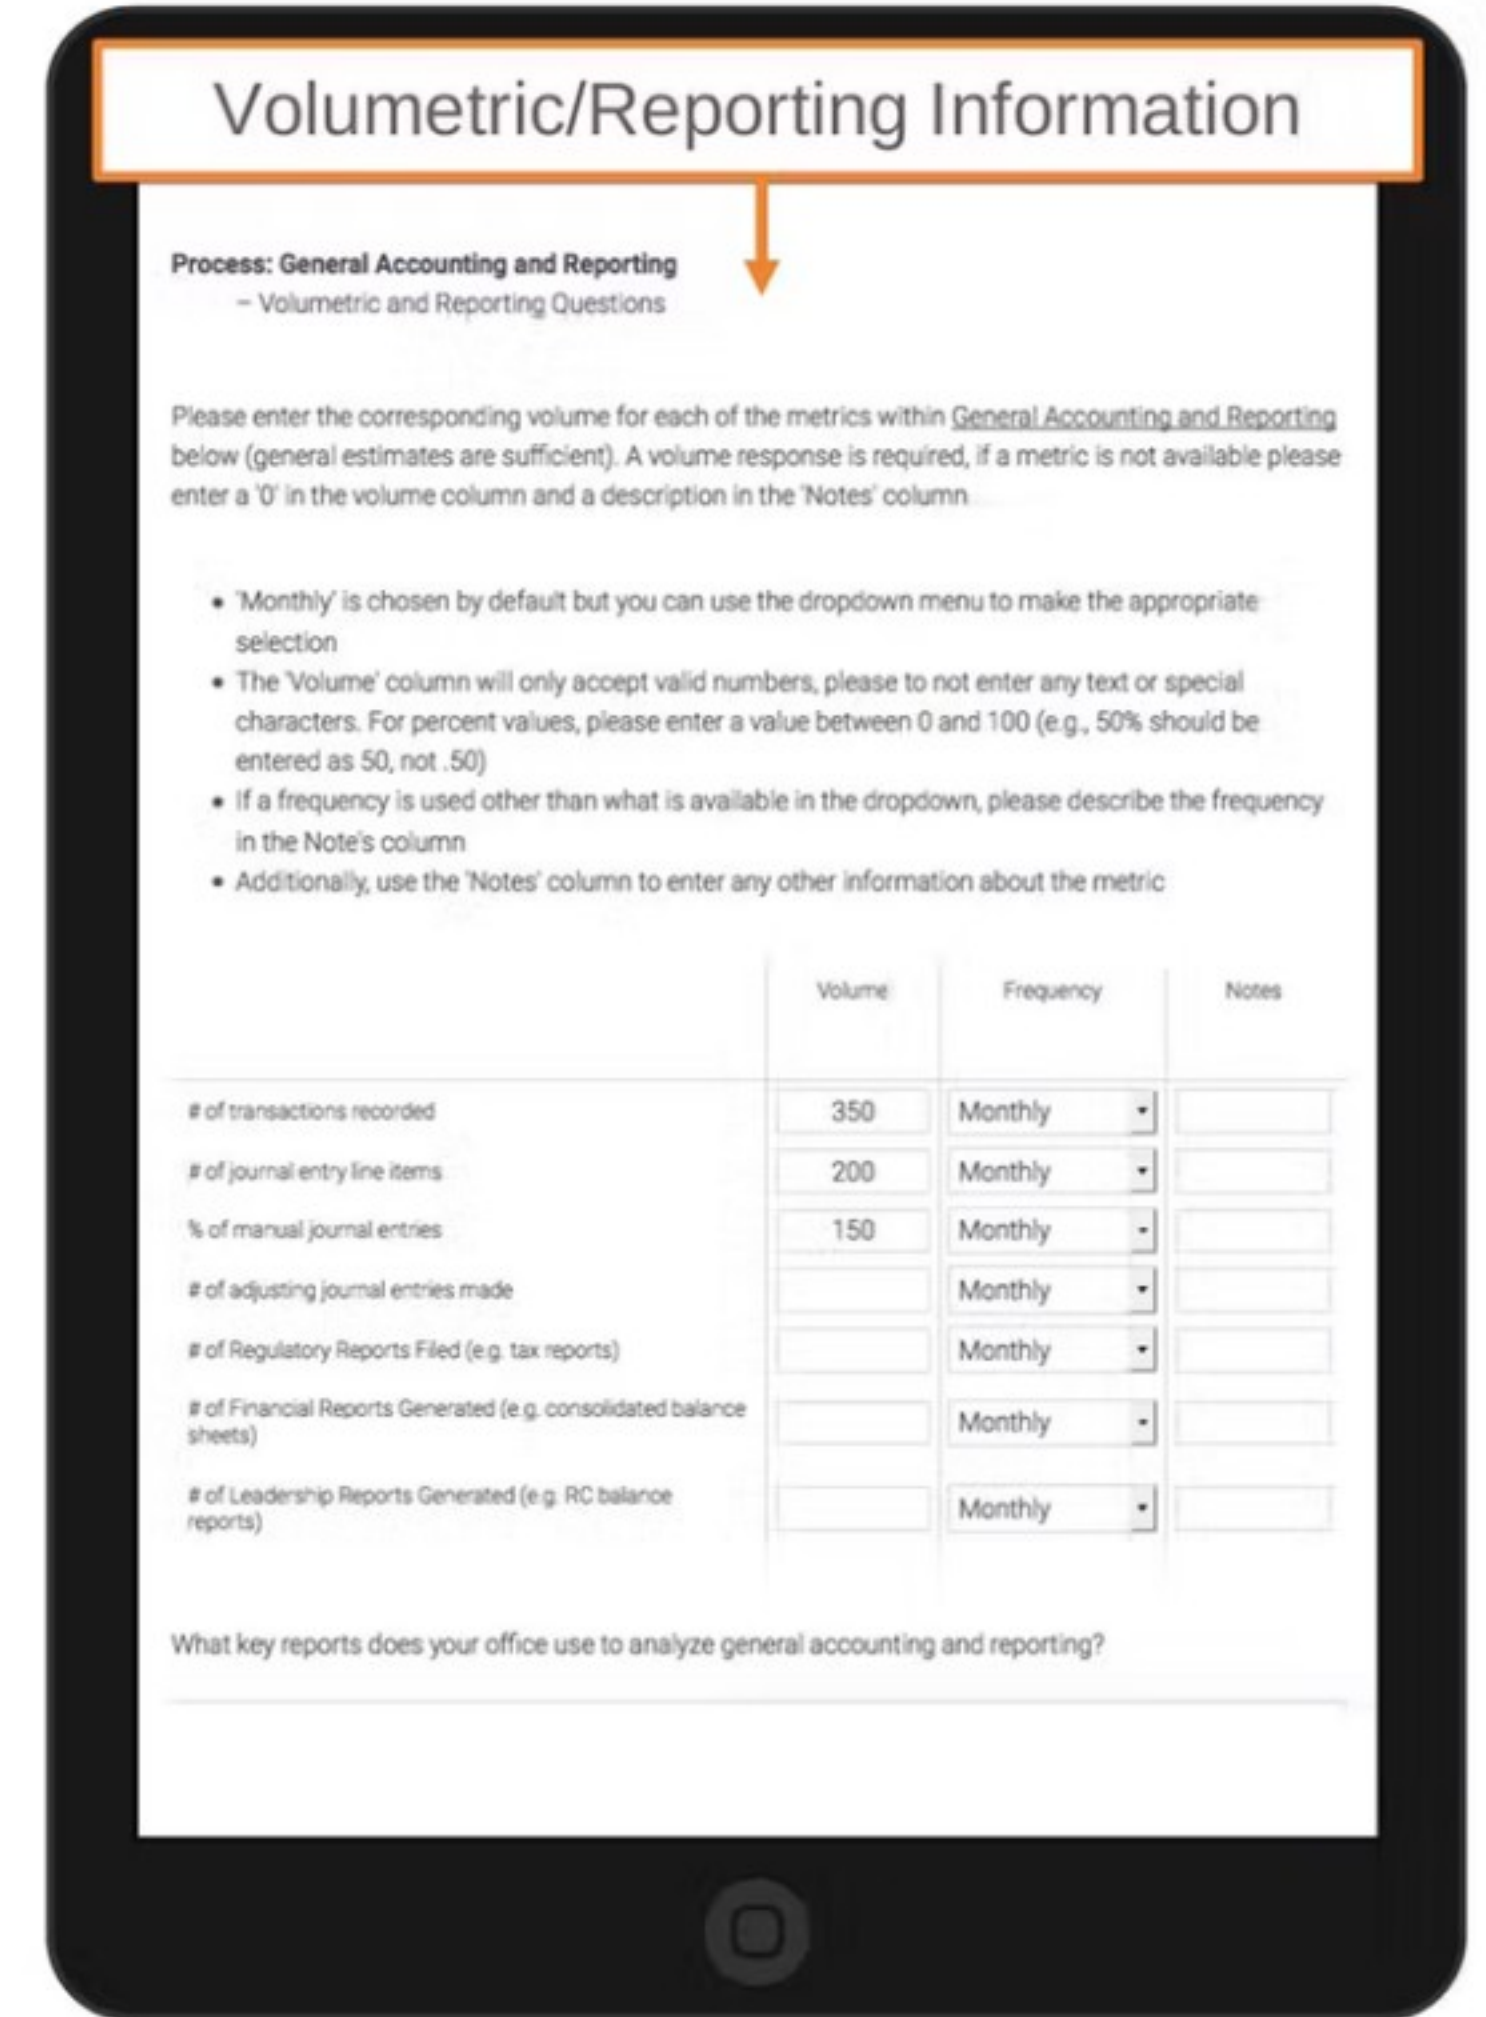 Volumetric/Reporting Information
Process: General Accounting and Reporting
– Volumetric and Reporting Questions
Please enter the corresponding volume for each of the metrics within General Accounting and Reporting
below (general estimates are sufficient). A volume response is required, if a metric is not available please
enter a '0' in the volume column and a description in the 'Notes' column
• 'Monthly' is chosen by default but you can use the dropdown menu to make the appropriate
selection
• The 'Volume' column will only accept valid numbers, please to not enter any text or special
characters. For percent values, please enter a value between 0 and 100 (e.g., 50% should be
entered as 50, not .50)
• If a frequency is used other than what is available in the dropdown, please describe the frequency
in the Note's column
• Additionally, use the 'Notes' column to enter any other information about the metric
Volume Frequency Notes
# of transactions recorded 350 Monthly
# of journal entry line items 200 Monthly
% of manual journal entries 150 Monthly
# of adjusting journal entries made Monthly
# of Regulatory Reports Filed (e.g. tax reports) Monthly
# of Financial Reports Generated (e.g. consolidated balance
sheets) Monthly
# of Leadership Reports Generated (e.g. RC balance
reports) Monthly
What key reports does your office use to analyze general accounting and reporting?